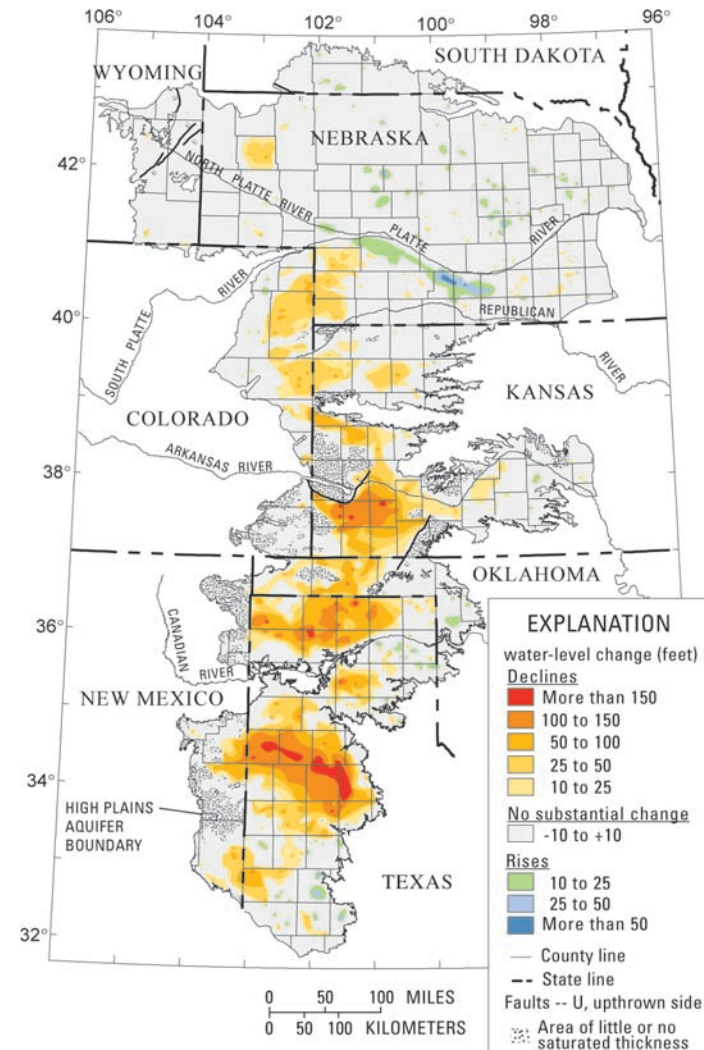 106° 104° 102° 100° 98° 96°
SOUTH DAKOTA
WYOMING
NEBRASKA
42°
NORTH PLATTE RIVER
PLATTE RIVER
40°
REPUBLICAN RIVER
SOUTH PLATTE RIVER
KANSAS
COLORADO
ARKANSAS RIVER
38°
OKLAHOMA
CANADIAN RIVER
36°
NEW MEXICO
34°
HIGH PLAINS
AQUIFER
BOUNDARY
TEXAS
32°
0 50 100 MILES
0 50 100 KILOMETERS
EXPLANATION
water-level change (feet)
Declines
More than 150
100 to 150
50 to 100
25 to 50
10 to 25
No substantial change
-10 to +10
Rises
10 to 25
25 to 50
More than 50
County line
State line
Faults -- U, upthrown side
Area of little or no
saturated thickness